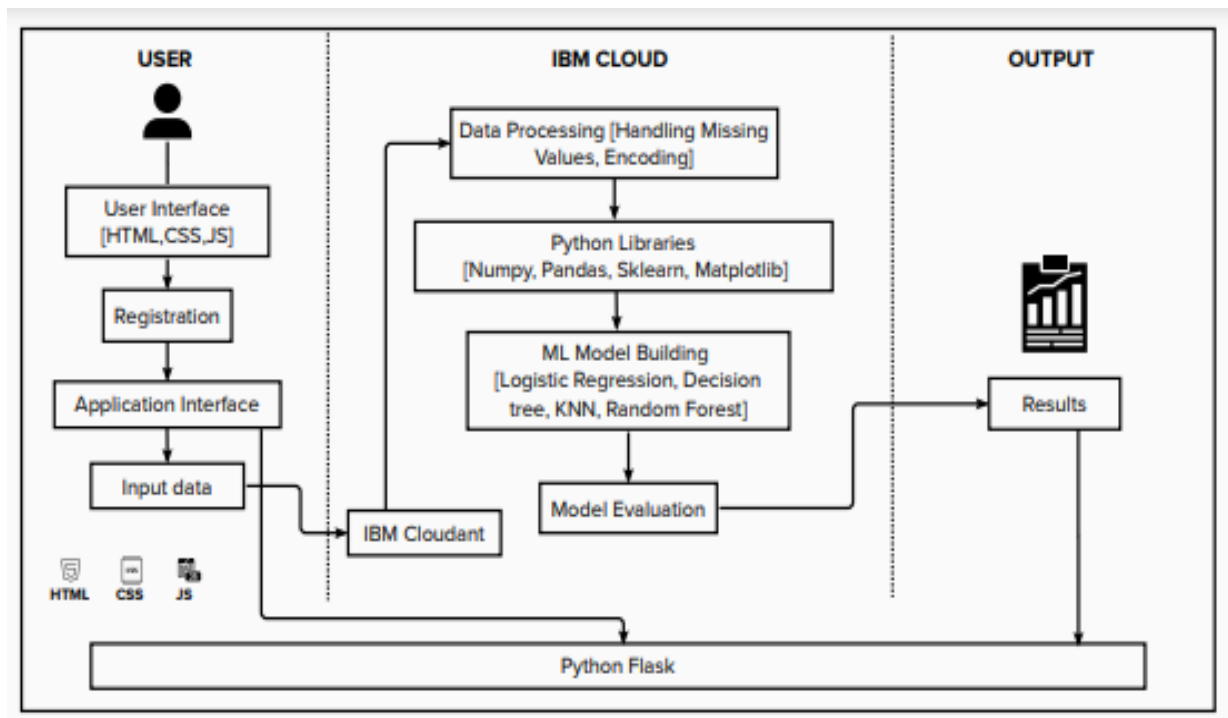 USER
User Interface
[HTML,CSS,JS]
Registration
Application Interface
Input data
HTML
CSS
JS
IBM CLOUD
Data Processing [Handling Missing
Values, Encoding]
Python Libraries
[Numpy, Pandas, Sklearn, Matplotlib]
ML Model Building
[Logistic Regression, Decision
tree, KNN, Random Forest]
Model Evaluation
IBM Cloudant
OUTPUT
Results
Python Flask